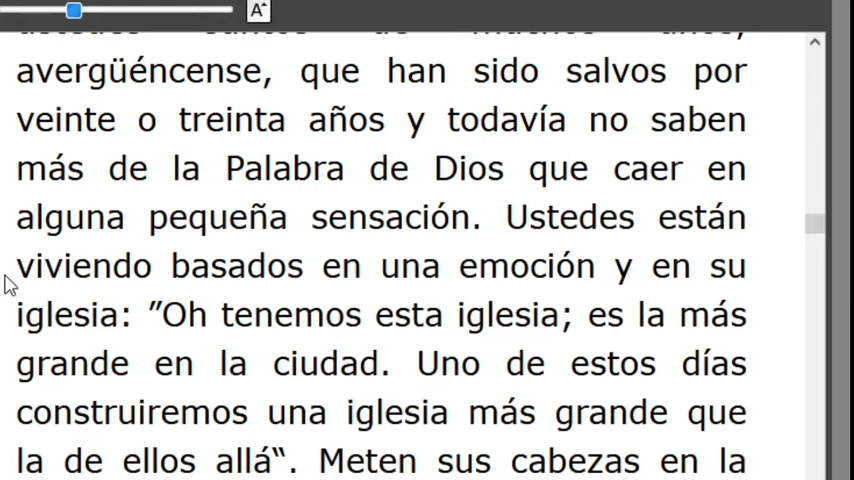 A
avergüéncense, que han sido salvos por
veinte o treinta años y todavía no saben
más de la Palabra de Dios que caer en
alguna pequeña sensación. Ustedes están
viviendo basados en una emoción y en su
iglesia: ”Oh tenemos esta iglesia; es la más
grande en la ciudad. Uno de estos días
construiremos una iglesia más grande que
la de ellos allá“. Meten sus cabezas en la